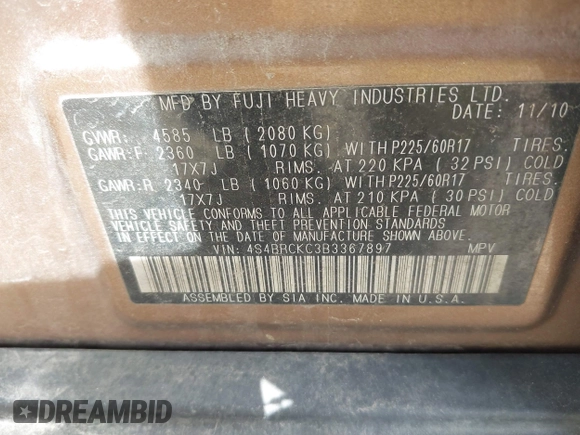 MFD BY FUJI HEAVY INDUSTRIES LTD.
DATE: 11/10
GVWR: 4585 LB (2080 KG)
GAWR:F 2360 LB (1070 KG) WITH P225/60R17 TIRES.
17X7J RIMS. AT 220 KPA (32 PSI) COLD
GAWR:R 2340 LB (1060 KG) WITH P225/60R17 TIRES.
17X7J RIMS. AT 210 KPA (30 PSI) COLD
THIS VEHICLE CONFORMS TO ALL APPLICABLE FEDERAL MOTOR
VEHICLE SAFETY AND THEFT PREVENTION STANDARDS
IN EFFECT ON THE DATE OF MANUFACTURE SHOWN ABOVE.
VIN: 4S4BRCKC3B3367897 MPV
ASSEMBLED BY SIA INC. MADE IN U.S.A.
DREAMBID